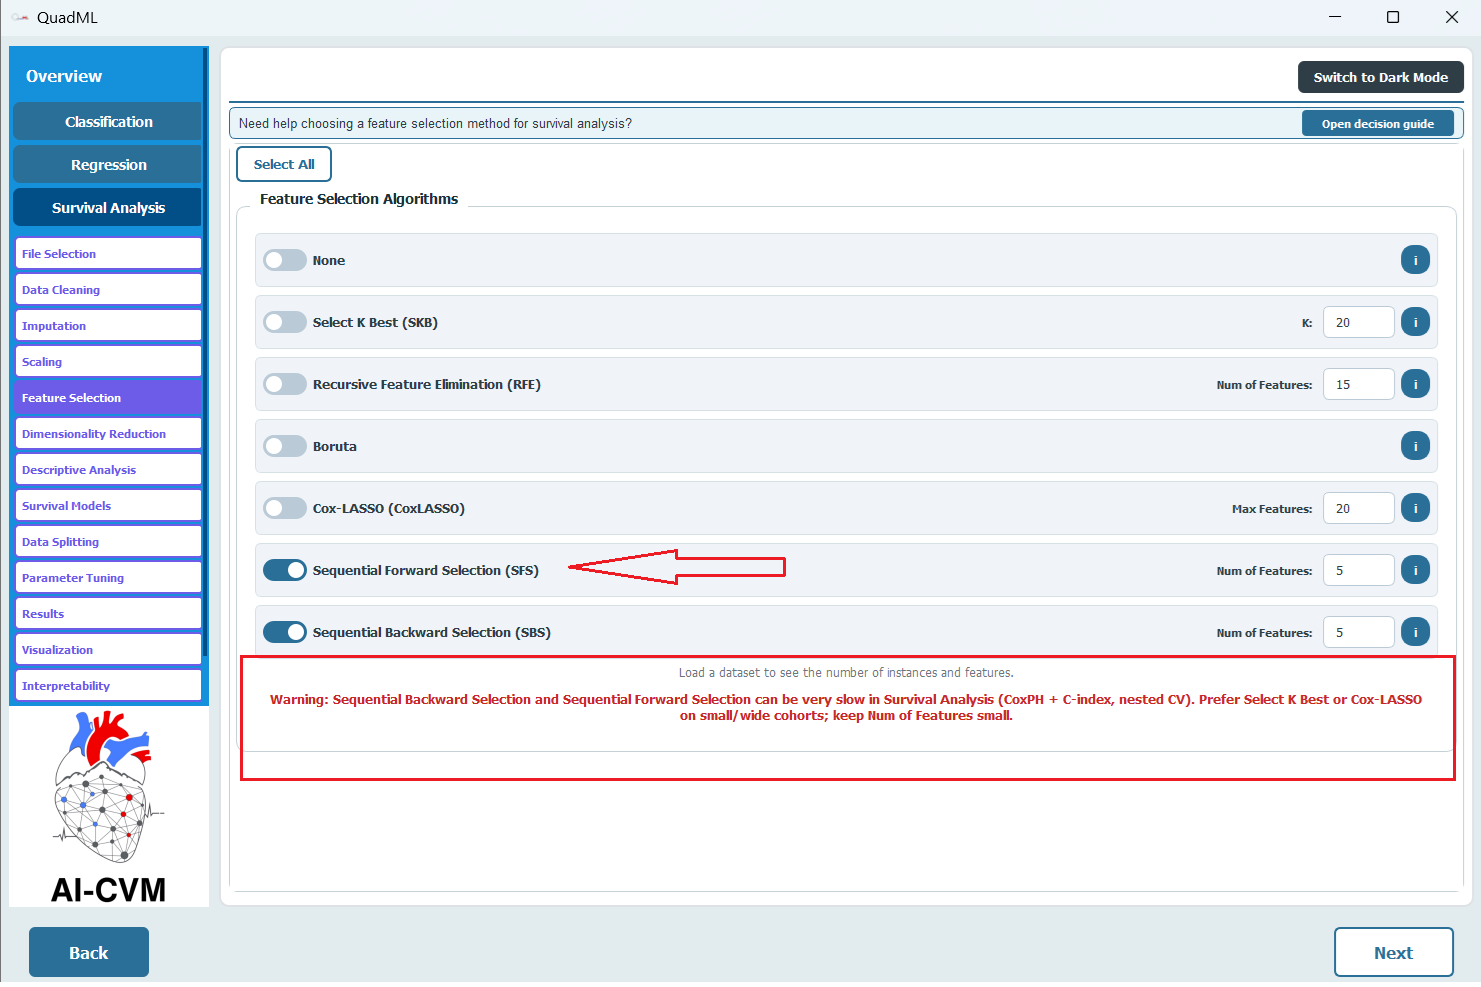 QuadML
Overview
Classification
Regression
Survival Analysis
File Selection
Data Cleaning
Imputation
Scaling
Feature Selection
Dimensionality Reduction
Descriptive Analysis
Survival Models
Data Splitting
Parameter Tuning
Results
Visualization
Interpretability
AI-CVM
Switch to Dark Mode
Need help choosing a feature selection method for survival analysis?
Open decision guide
Select All
Feature Selection Algorithms
None
i
Select K Best (SKB)
K: 20 i
Recursive Feature Elimination (RFE)
Num of Features: 15 i
Boruta
i
Cox-LASSO (CoxLASSO)
Max Features: 20 i
Sequential Forward Selection (SFS)
Num of Features: 5 i
Sequential Backward Selection (SBS)
Num of Features: 5 i
Load a dataset to see the number of instances and features.
Warning: Sequential Backward Selection and Sequential Forward Selection can be very slow in Survival Analysis (CoxPH + C-index, nested CV). Prefer Select K Best or Cox-LASSO
on small/wide cohorts; keep Num of Features small.
Back
Next